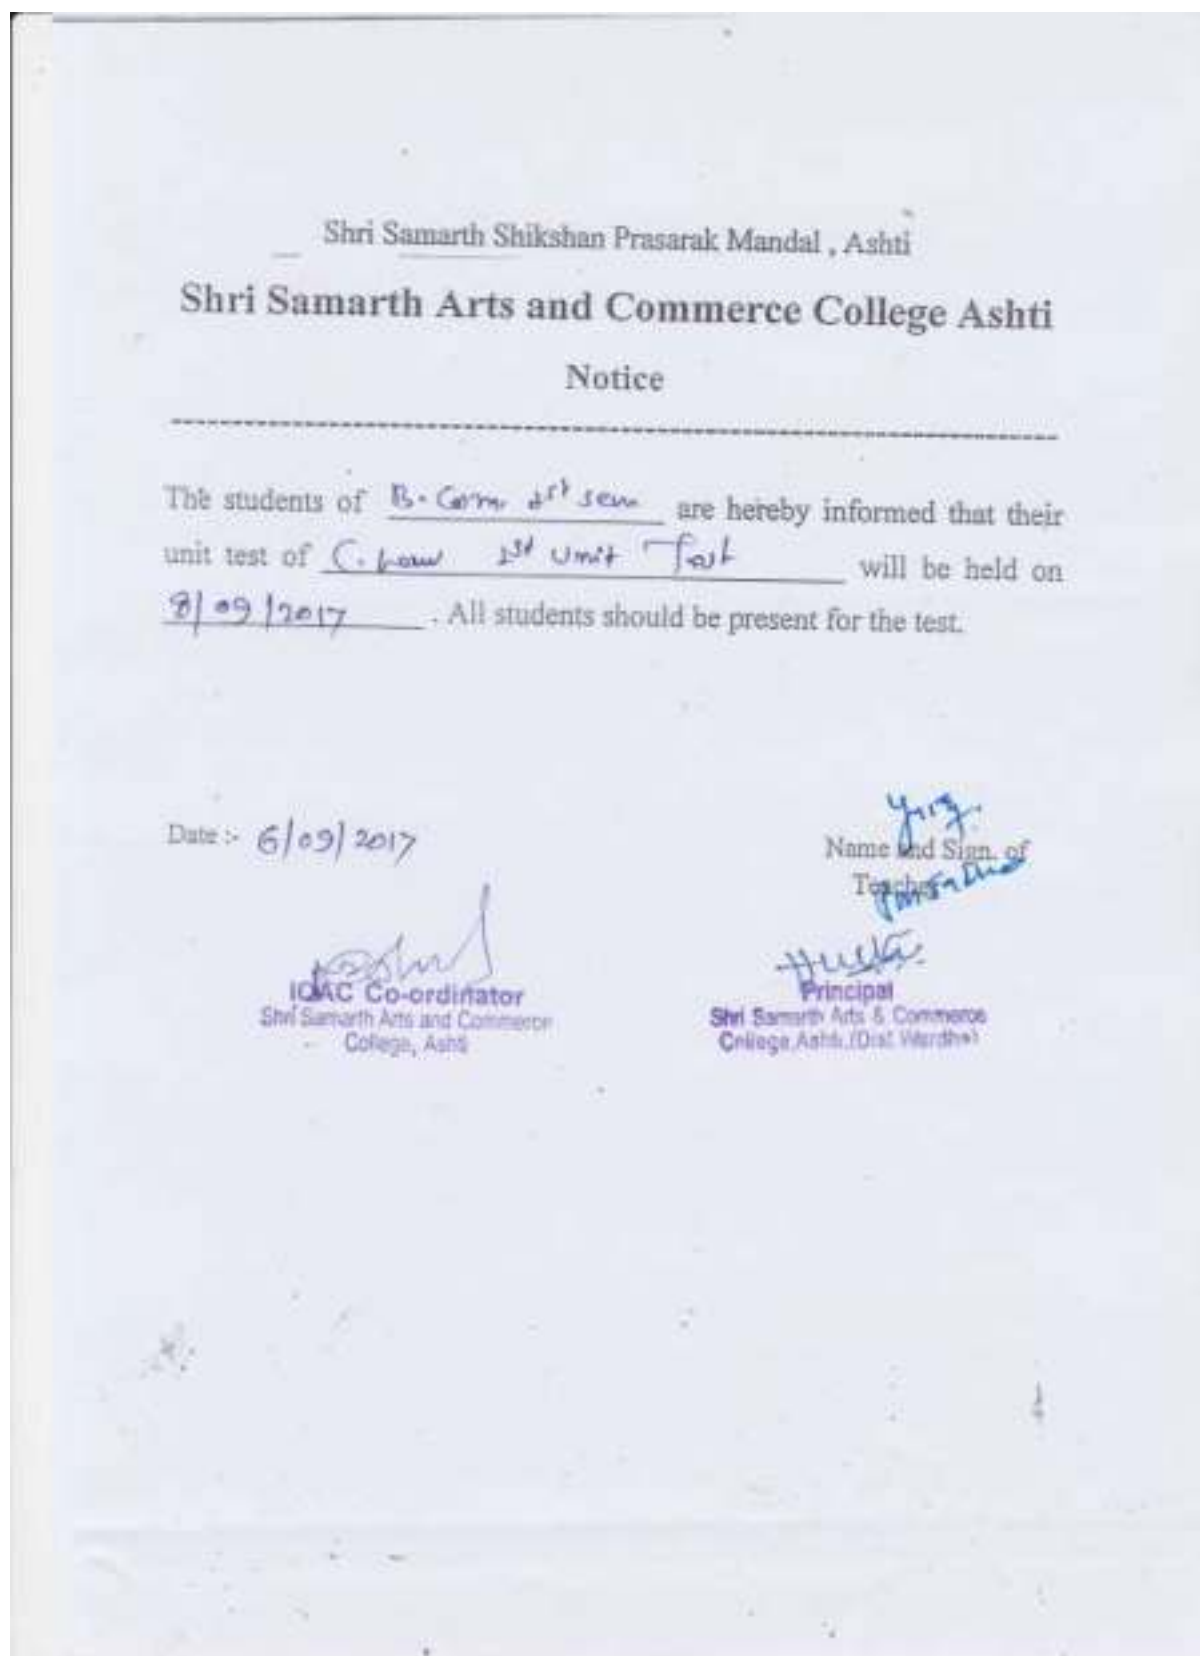 Shri Samarth Shikshan Prasarak Mandal , Ashti
Shri Samarth Arts and Commerce College Ashti
Notice
The students of B. Com 1st sem are hereby informed that their
unit test of C. Law 1st Unit Test will be held on
8/09/2017 . All students should be present for the test.
Date :- 6/09/2017
Name and Sign. of
Teacher
IQAC Co-ordinator
Shri Samarth Arts and Commerce
College, Ashti
Principal
Shri Samarth Arts & Commerce
College,Ashti,(Dist Wardha)